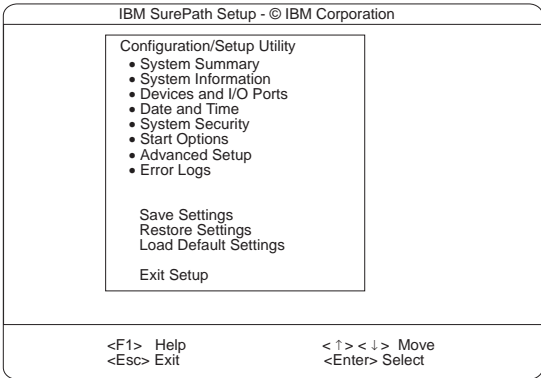 IBM SurePath Setup - © IBM Corporation
Configuration/Setup Utility
• System Summary
• System Information
• Devices and I/O Ports
• Date and Time
• System Security
• Start Options
• Advanced Setup
• Error Logs
Save Settings
Restore Settings
Load Default Settings
Exit Setup
<F1> Help < ↑ > < ↓ > Move
<Esc> Exit <Enter> Select